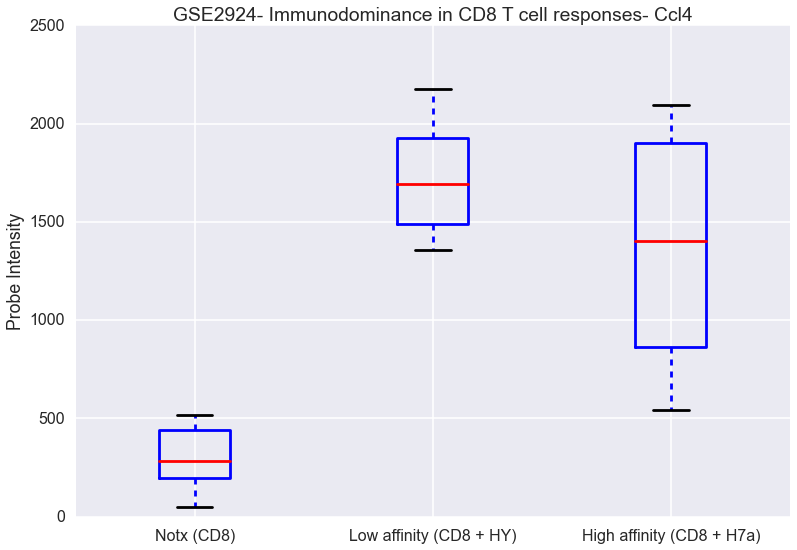 GSE2924- Immunodominance in CD8 T cell responses- Ccl4
2500
2000
1500
1000
500
0
Probe Intensity
Notx (CD8)
Low affinity (CD8 + HY)
High affinity (CD8 + H7a)